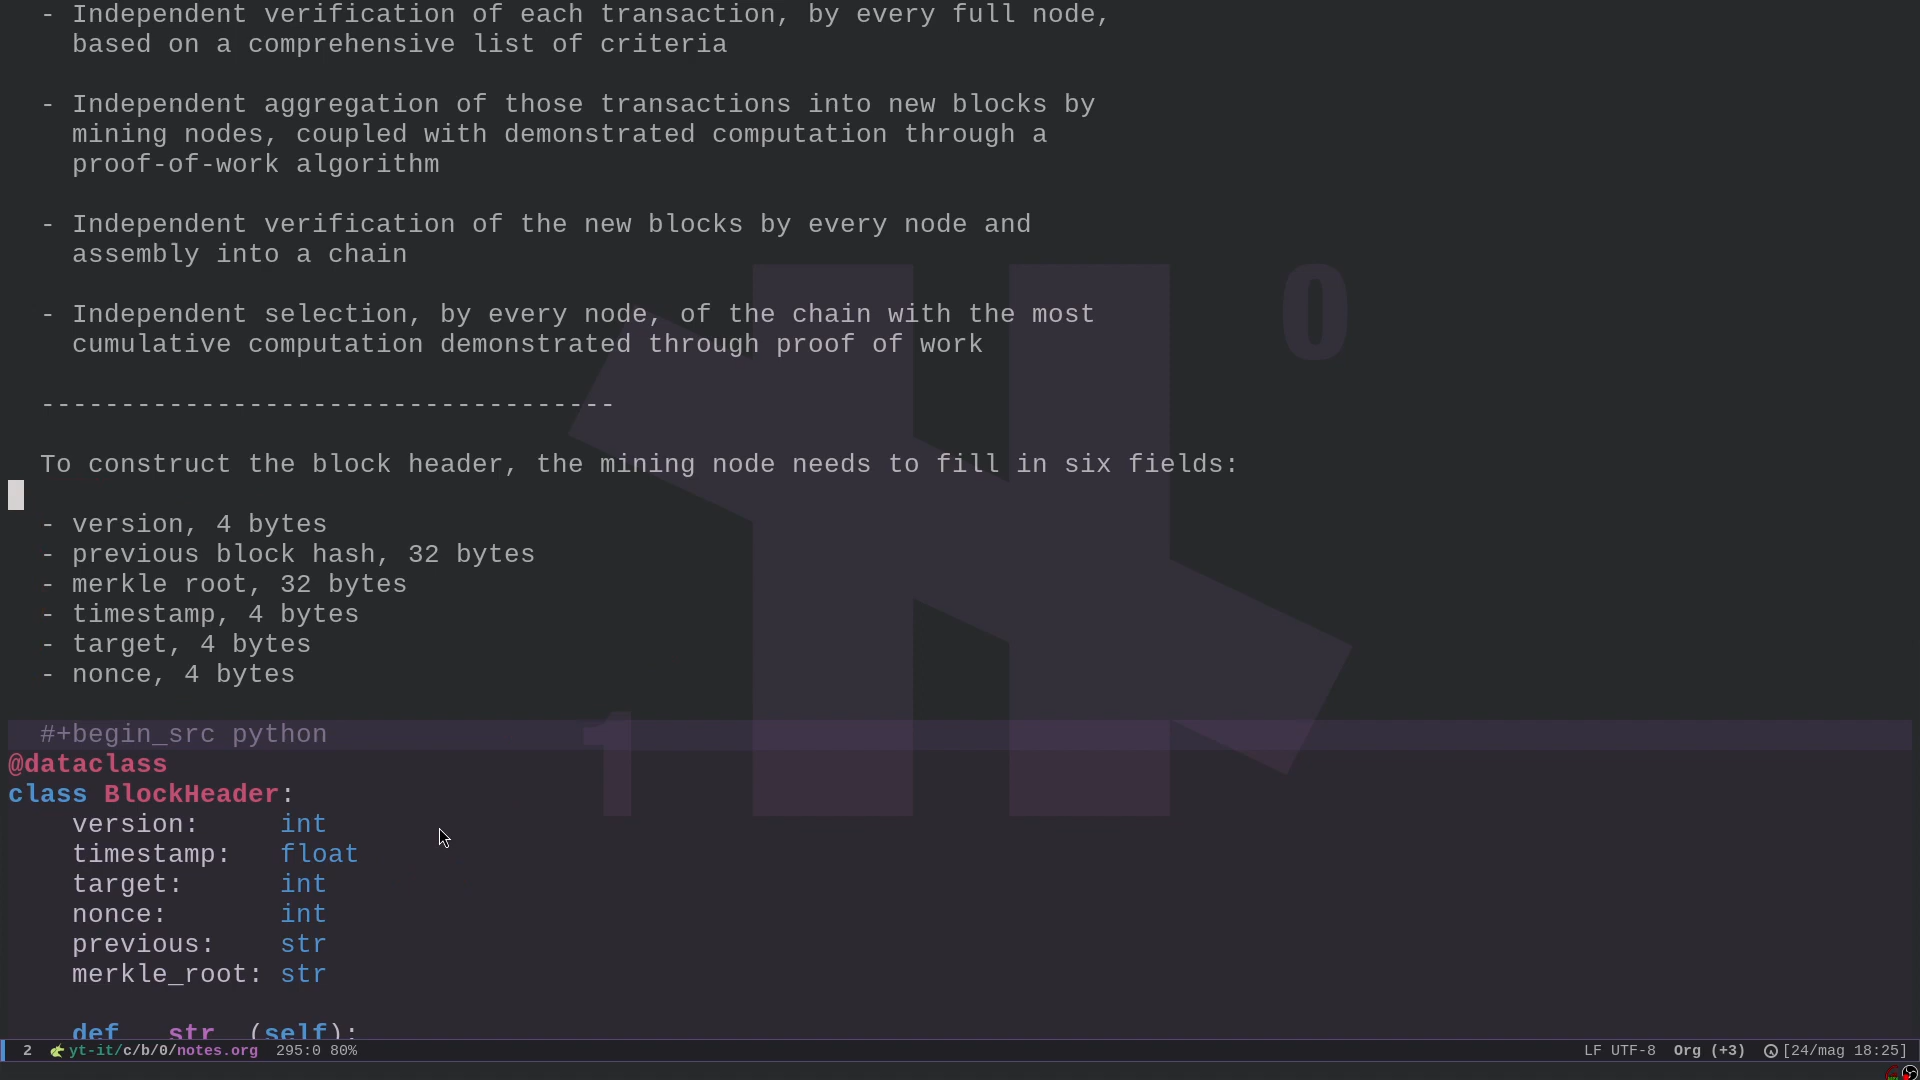 - Independent verification of each transaction, by every full node,
based on a comprehensive list of criteria
- Independent aggregation of those transactions into new blocks by
mining nodes, coupled with demonstrated computation through a
proof-of-work algorithm
- Independent verification of the new blocks by every node and
assembly into a chain
- Independent selection, by every node, of the chain with the most
cumulative computation demonstrated through proof of work
------------------------------------
To construct the block header, the mining node needs to fill in six fields:
- version, 4 bytes
- previous block hash, 32 bytes
- merkle root, 32 bytes
- timestamp, 4 bytes
- target, 4 bytes
- nonce, 4 bytes
#+begin_src python
@dataclass
class BlockHeader:
version: int
timestamp: float
target: int
nonce: int
previous: str
merkle_root: str
def __str__(self):
2 yt-it/c/b/0/notes.org 295:0 80% LF UTF-8 Org (+3) [24/mag 18:25]
0
1